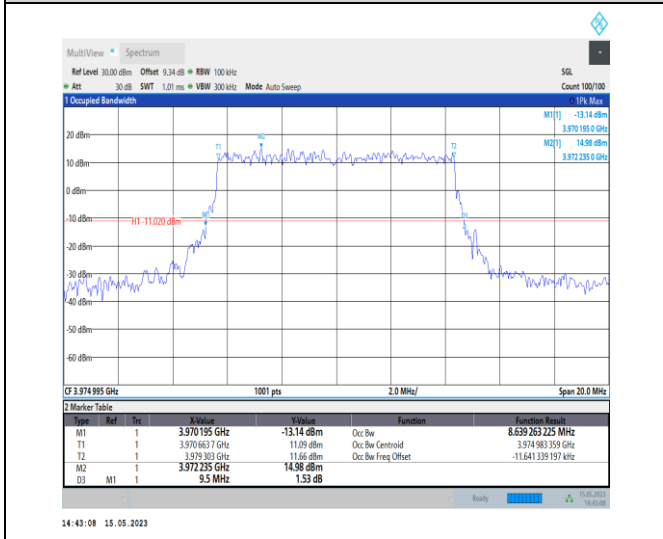 MultiView Spectrum
Ref Level 30.00 dBm Offset 9.34 dB RBW 100 kHz SGL
Att 30 dB SWT 1.01 ms VBW 300 kHz Mode Auto Sweep Count 100/100
1 Occupied Bandwidth 1Pk Max
M1[1] -13.14 dBm
3.970 195 0 GHz
M2[1] 14.98 dBm
3.972 235 0 GHz
20 dBm
M2
T1
T2
10 dBm
0 dBm
M1
-10 dBm
H1 -11.020 dBm
-20 dBm
-30 dBm
-40 dBm
-50 dBm
-60 dBm
CF 3.974 995 GHz 1001 pts 2.0 MHz/ Span 20.0 MHz
2 Marker Table
Type Ref Trc X-Value Y-Value Function Function Result
M1 1 3.970195 GHz -13.14 dBm Occ Bw 8.639 263 225 MHz
T1 1 3.970 663 7 GHz 11.09 dBm Occ Bw Centroid 3.974 983 359 GHz
T2 1 3.979 303 GHz 11.66 dBm Occ Bw Freq Offset -11.641 339 197 kHz
M2 1 3.972235 GHz 14.98 dBm
D3 M1 1 9.5 MHz 1.53 dB
Ready 15.05.2023
14:43:08
14:43:08 15.05.2023